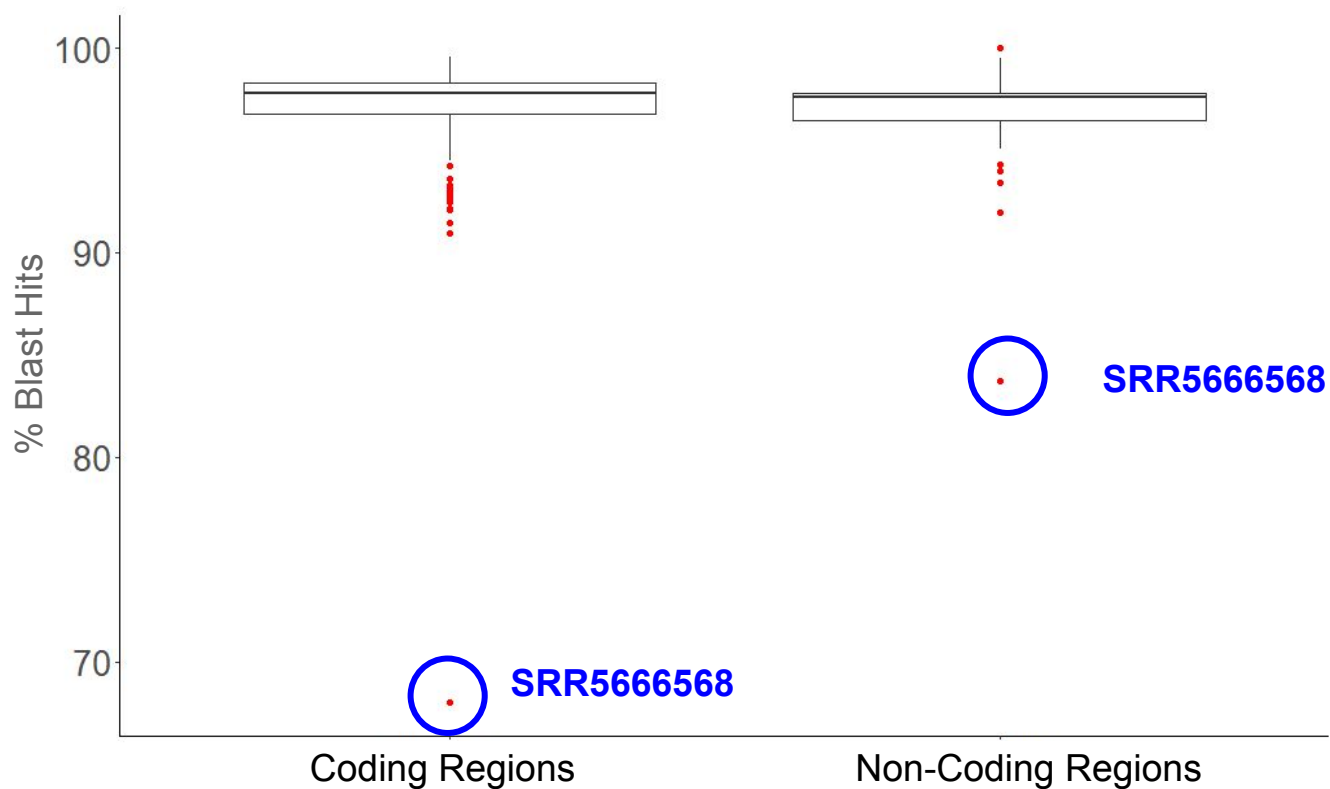 100
90
80
70
% Blast Hits
SRR5666568
SRR5666568
Coding Regions
Non-Coding Regions